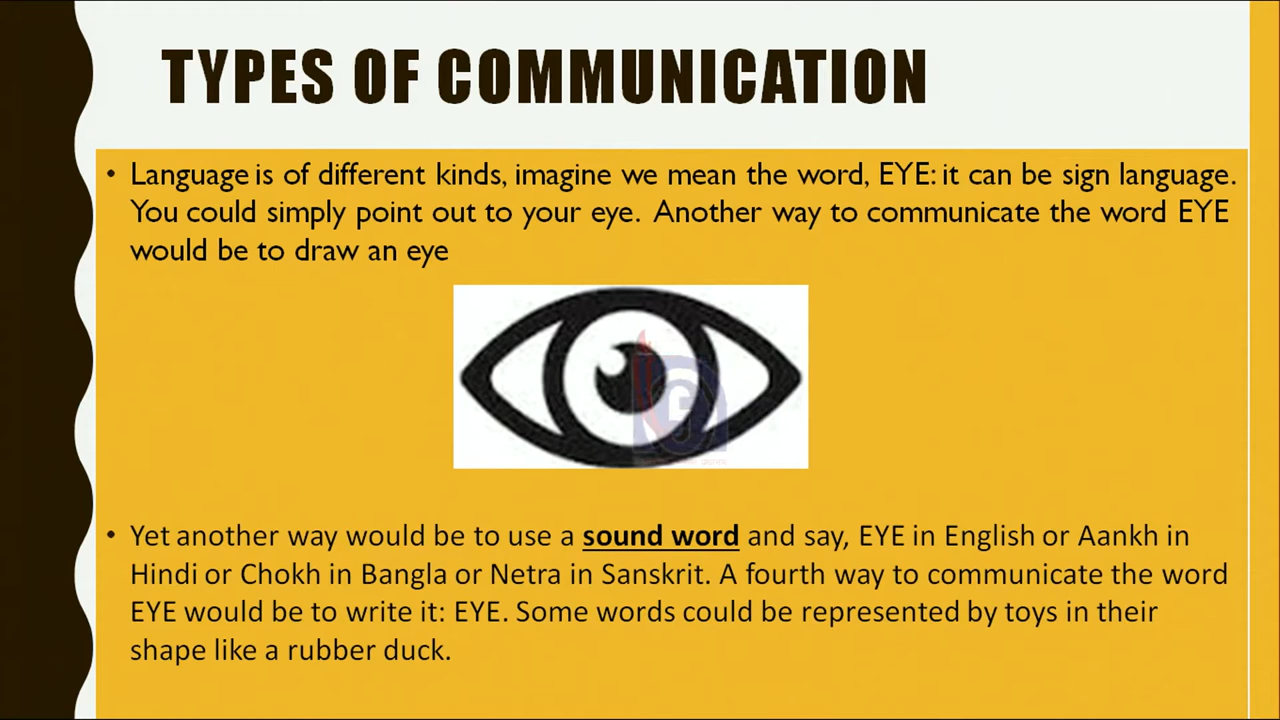 TYPES OF COMMUNICATION
• Language is of different kinds, imagine we mean the word, EYE: it can be sign language.
You could simply point out to your eye. Another way to communicate the word EYE
would be to draw an eye
• Yet another way would be to use a sound word and say, EYE in English or Aankh in
Hindi or Chokh in Bangla or Netra in Sanskrit. A fourth way to communicate the word
EYE would be to write it: EYE. Some words could be represented by toys in their
shape like a rubber duck.